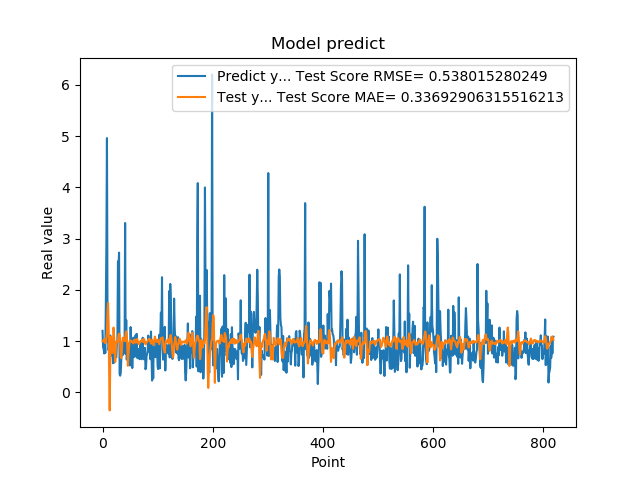 Model predict
Predict y... Test Score RMSE= 0.538015280249
Test y... Test Score MAE= 0.33692906315516213
Real value
6
5
4
3
2
1
0
0 200 400 600 800
Point